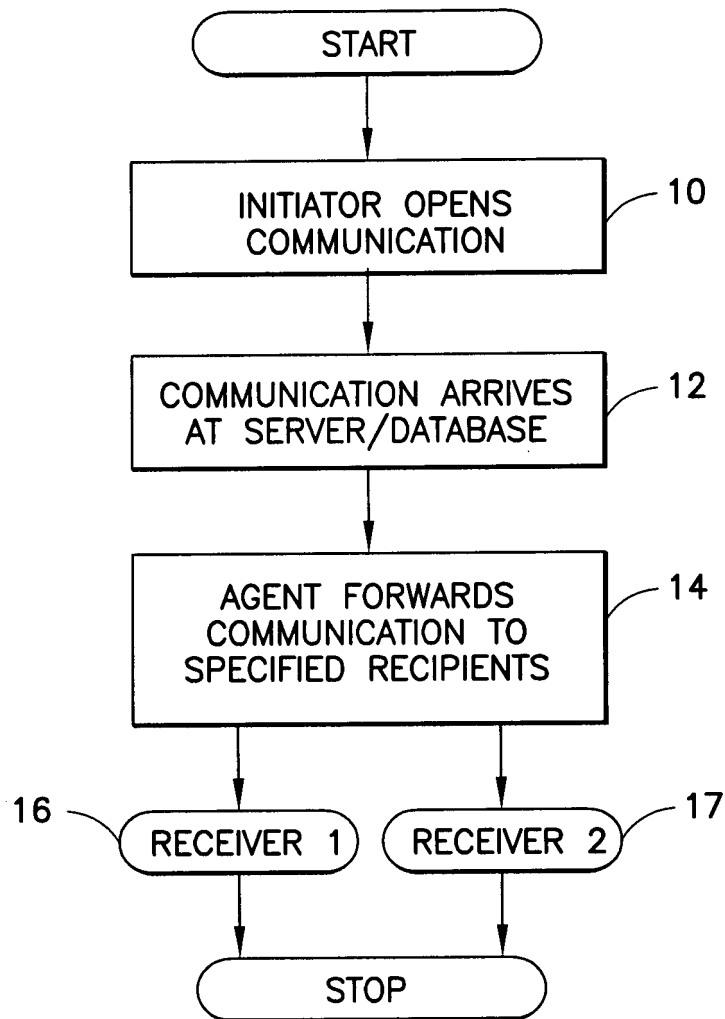 START
INITIATOR OPENS
COMMUNICATION
10
COMMUNICATION ARRIVES
AT SERVER/DATABASE
12
AGENT FORWARDS
COMMUNICATION TO
SPECIFIED RECIPIENTS
14
16
RECEIVER 1
RECEIVER 2
17
STOP